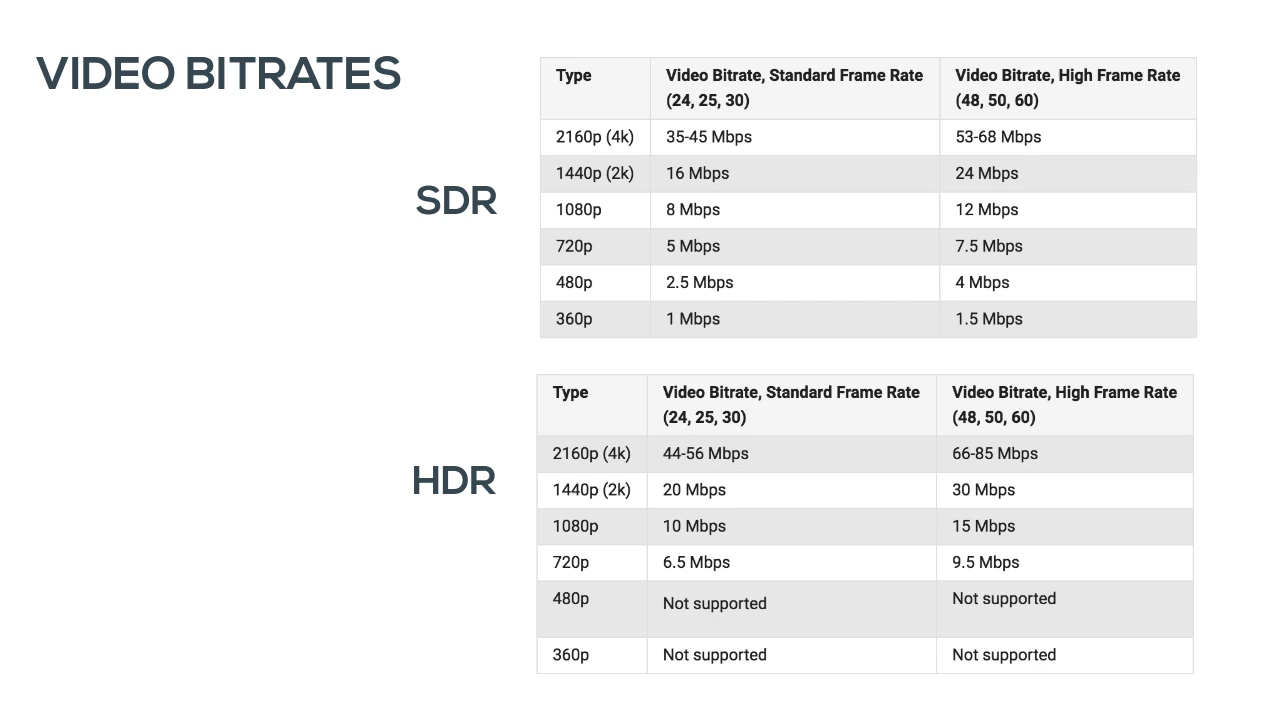 VIDEO BITRATES
SDR
Type Video Bitrate, Standard Frame Rate (24, 25, 30) Video Bitrate, High Frame Rate (48, 50, 60)
2160p (4k) 35-45 Mbps 53-68 Mbps
1440p (2k) 16 Mbps 24 Mbps
1080p 8 Mbps 12 Mbps
720p 5 Mbps 7.5 Mbps
480p 2.5 Mbps 4 Mbps
360p 1 Mbps 1.5 Mbps
HDR
Type Video Bitrate, Standard Frame Rate (24, 25, 30) Video Bitrate, High Frame Rate (48, 50, 60)
2160p (4k) 44-56 Mbps 66-85 Mbps
1440p (2k) 20 Mbps 30 Mbps
1080p 10 Mbps 15 Mbps
720p 6.5 Mbps 9.5 Mbps
480p Not supported Not supported
360p Not supported Not supported